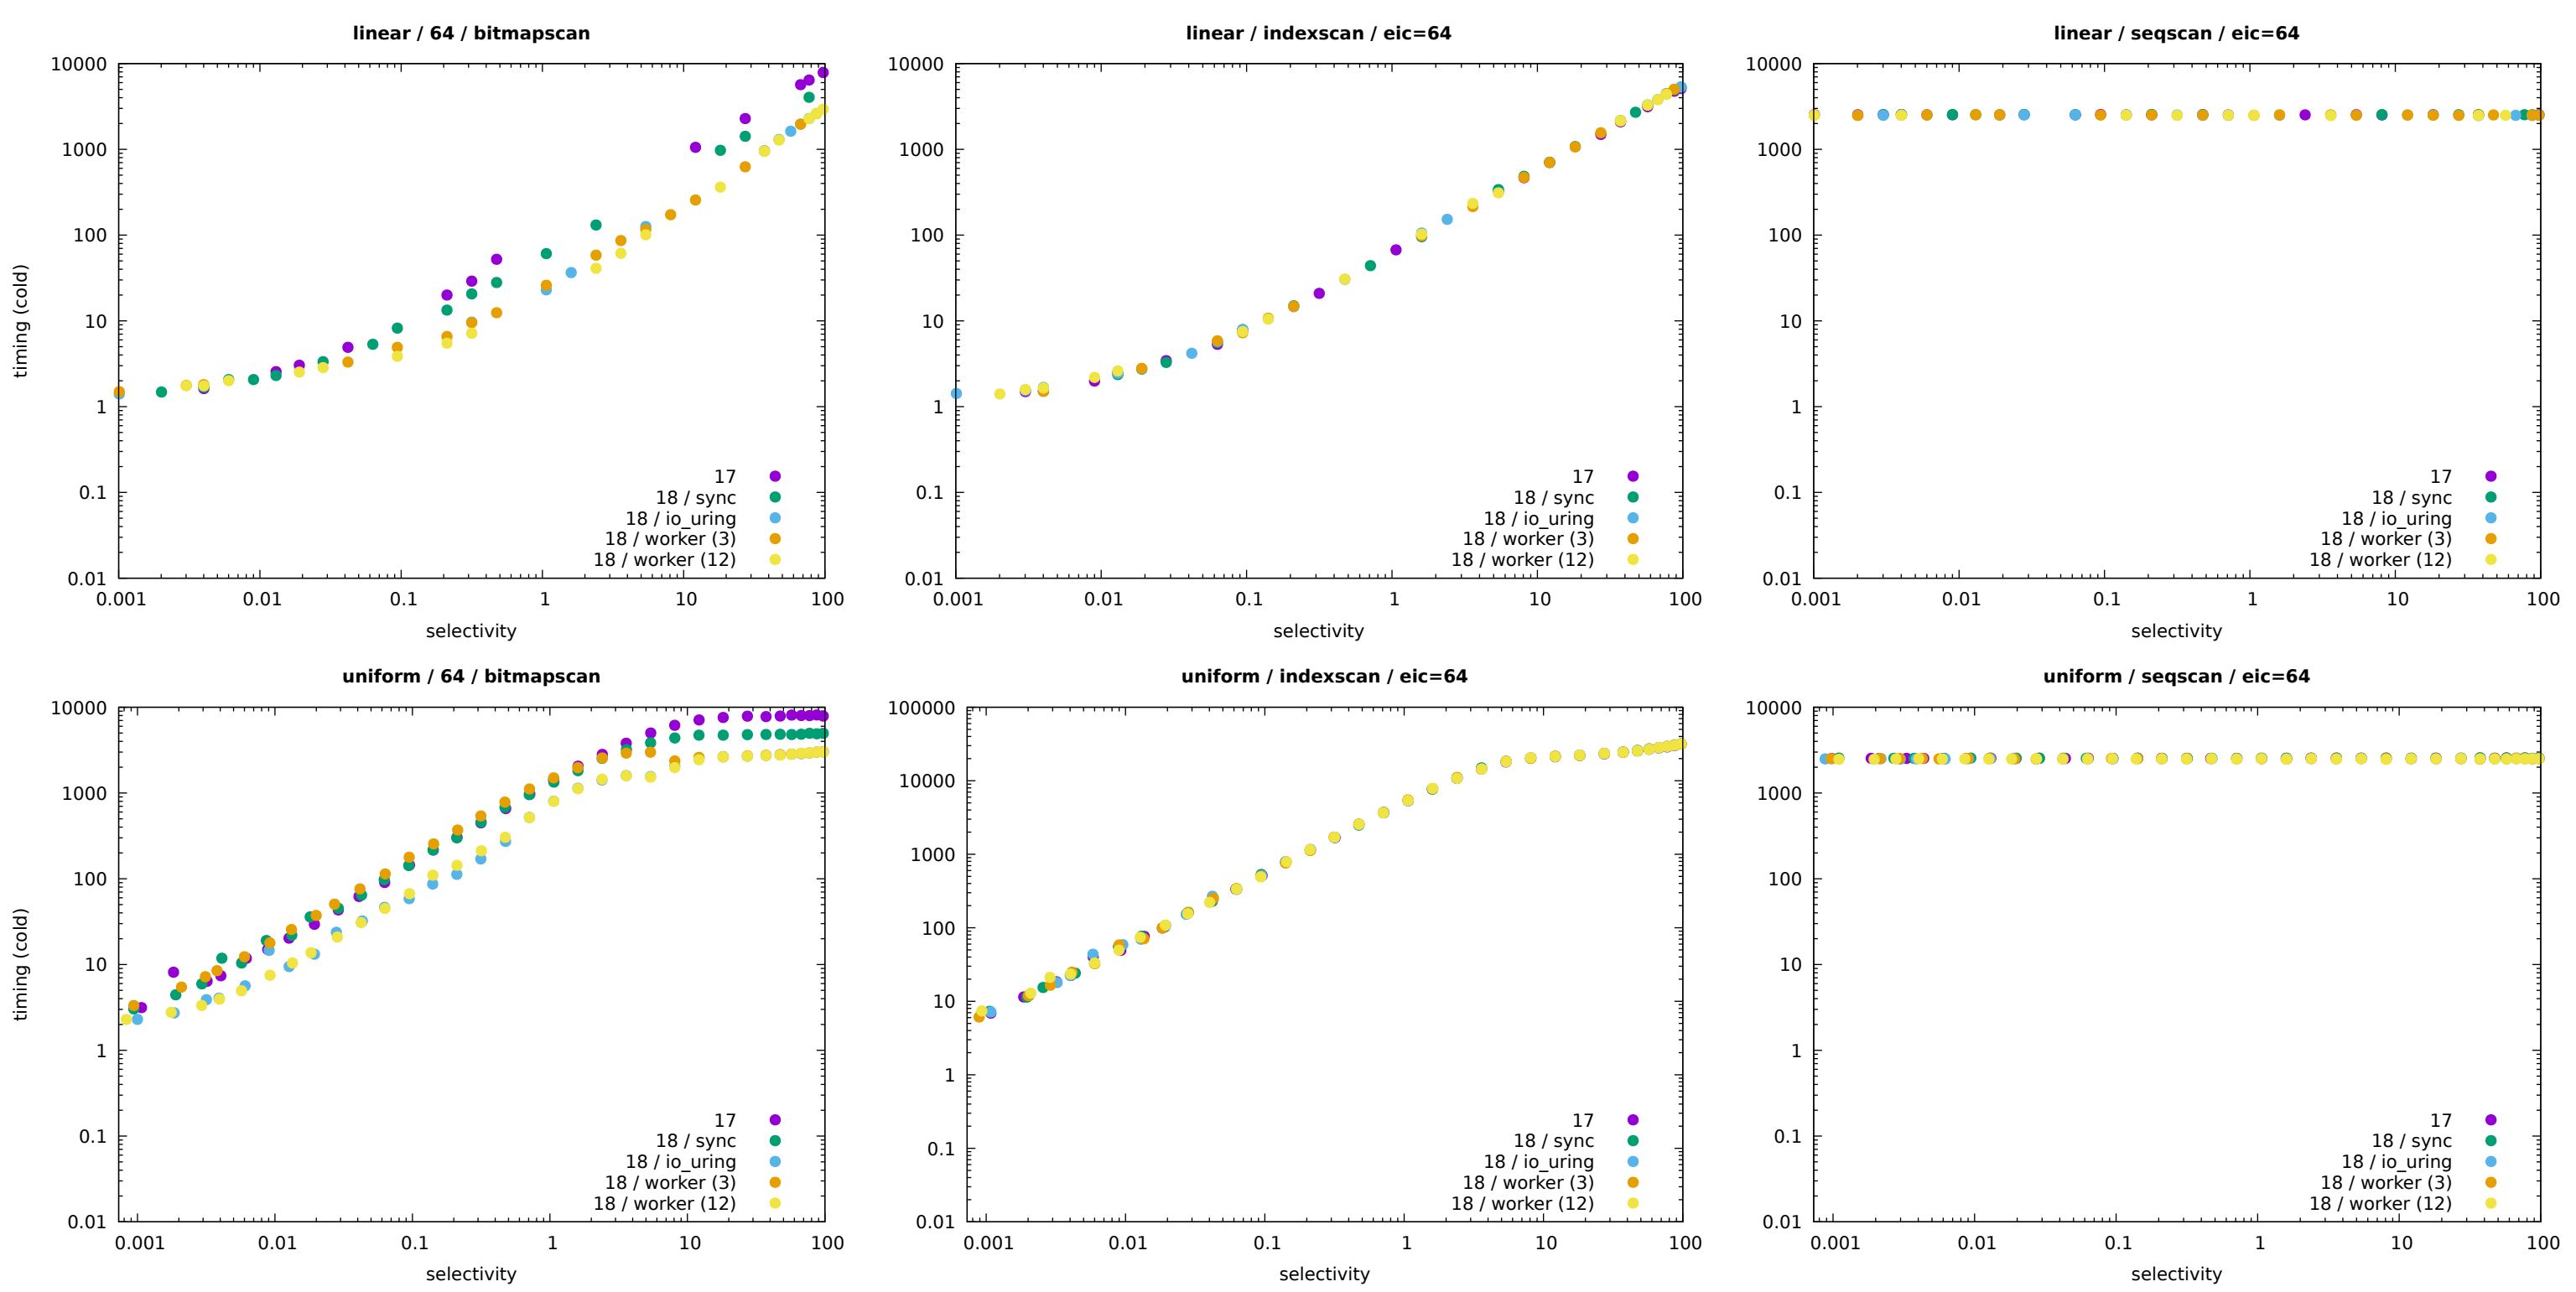 linear / 64 / bitmapscan
10000
1000
100
10
1
0.1
0.01
timing (cold)
0.001
0.01
0.1
1
10
100
selectivity
17
18 / sync
18 / io_uring
18 / worker (3)
18 / worker (12)
linear / indexscan / eic=64
10000
1000
100
10
1
0.1
0.01
0.001
0.01
0.1
1
10
100
selectivity
17
18 / sync
18 / io_uring
18 / worker (3)
18 / worker (12)
linear / seqscan / eic=64
10000
1000
100
10
1
0.1
0.01
0.001
0.01
0.1
1
10
100
selectivity
17
18 / sync
18 / io_uring
18 / worker (3)
18 / worker (12)
uniform / 64 / bitmapscan
10000
1000
100
10
1
0.1
0.01
timing (cold)
0.001
0.01
0.1
1
10
100
selectivity
17
18 / sync
18 / io_uring
18 / worker (3)
18 / worker (12)
uniform / indexscan / eic=64
100000
10000
1000
100
10
1
0.1
0.01
0.001
0.01
0.1
1
10
100
selectivity
17
18 / sync
18 / io_uring
18 / worker (3)
18 / worker (12)
uniform / seqscan / eic=64
10000
1000
100
10
1
0.1
0.01
0.001
0.01
0.1
1
10
100
selectivity
17
18 / sync
18 / io_uring
18 / worker (3)
18 / worker (12)